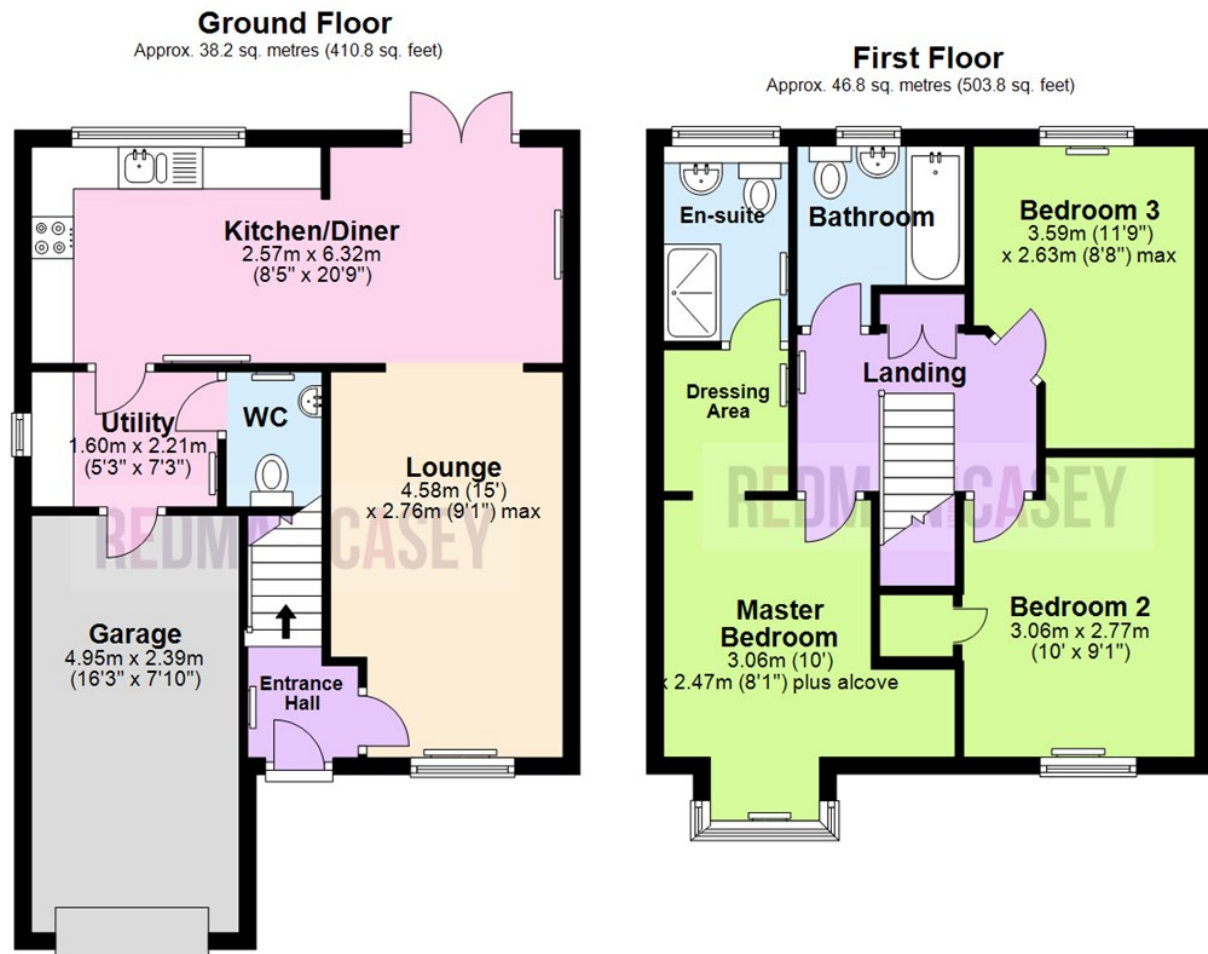 Ground Floor
Approx. 38.2 sq. metres (410.8 sq. feet)
Kitchen/Diner
2.57m x 6.32m
(8'5" x 20'9")
Utility
1.60m x 2.21m
(5'3" x 7'3")
WC
Lounge
4.58m (15')
x 2.76m (9'1") max
Garage
4.95m x 2.39m
(16'3" x 7'10")
Entrance
Hall
REDMAN CASEY
First Floor
Approx. 46.8 sq. metres (503.8 sq. feet)
En-suite
Bathroom
Bedroom 3
3.59m (11'9")
x 2.63m (8'8") max
Dressing
Area
Landing
Master
Bedroom
3.06m (10')
x 2.47m (8'1") plus alcove
Bedroom 2
3.06m x 2.77m
(10' x 9'1")
REDMAN CASEY